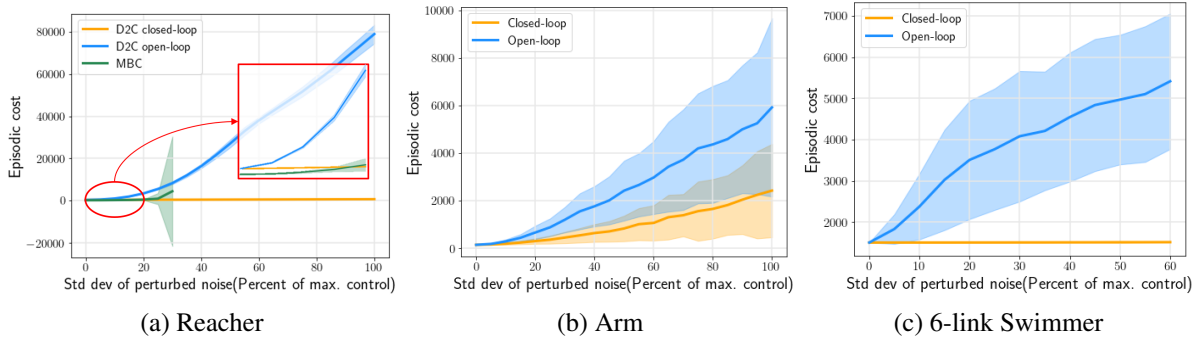 D2C closed-loop
D2C open-loop
MBC
Episodic cost
80000
60000
40000
20000
0
−20000
0 20 40 60 80 100
Std dev of perturbed noise(Percent of max. control)
(a) Reacher
Closed-loop
Open-loop
Episodic cost
10000
8000
6000
4000
2000
0
0 20 40 60 80 100
Std dev of perturbed noise(Percent of max. control)
(b) Arm
Closed-loop
Open-loop
Episodic cost
7000
6000
5000
4000
3000
2000
0 10 20 30 40 50 60
Std dev of perturbed noise(Percent of max. control)
(c) 6-link Swimmer